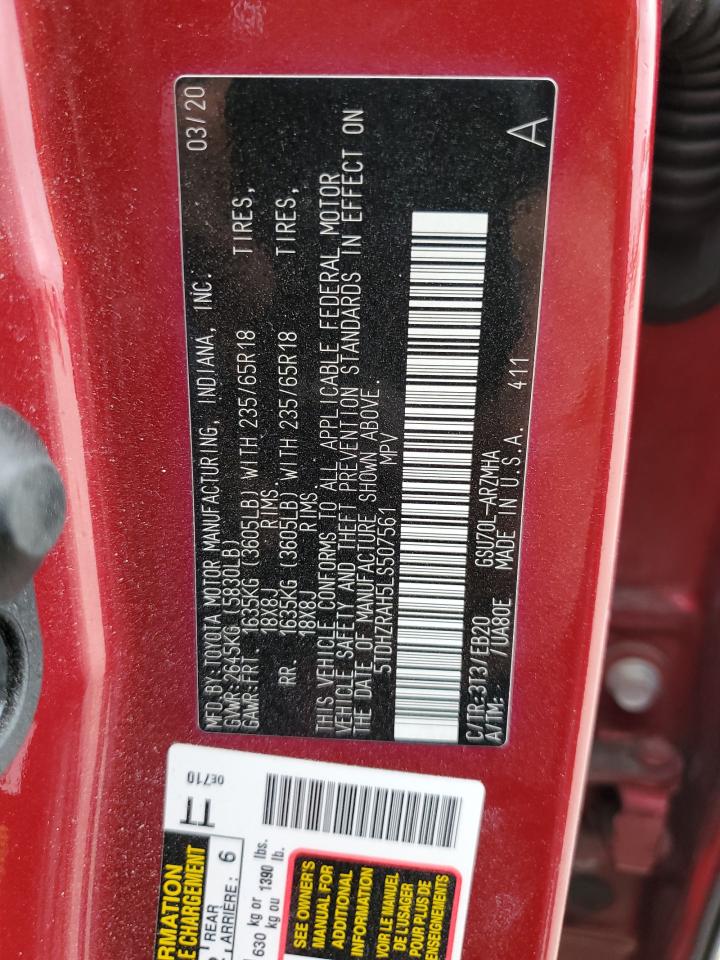 MFD. BY: TOYOTA MOTOR MANUFACTURING, INDIANA, INC. 03/20
GVWR: 2645KG (5830LB)
GAWR: FRT. 1635KG (3605LB) WITH 235/65R18 TIRES,
18X8J RIMS.
RR. 1635KG (3605LB) WITH 235/65R18 TIRES,
18X8J RIMS.
THIS VEHICLE CONFORMS TO ALL APPLICABLE FEDERAL MOTOR
VEHICLE SAFETY AND THEFT PREVENTION STANDARDS IN EFFECT ON
THE DATE OF MANUFACTURE SHOWN ABOVE.
5TDHZRAH5LS507561 MPV
C/TR: 3T3/EB20 GSU70L-ARZMHA
A/TM: /UA80E MADE IN U.S.A. 411 A
0E710
RMATION
E CHARGEMENT
REAR
ARRIÈRE: 6
630 kg or 1390 lbs.
kg ou lb.
SEE OWNER'S
MANUAL FOR
ADDITIONAL
INFORMATION
VOIR LE MANUEL
DE L'USAGER
POUR PLUS DE
RENSEIGNEMENTS